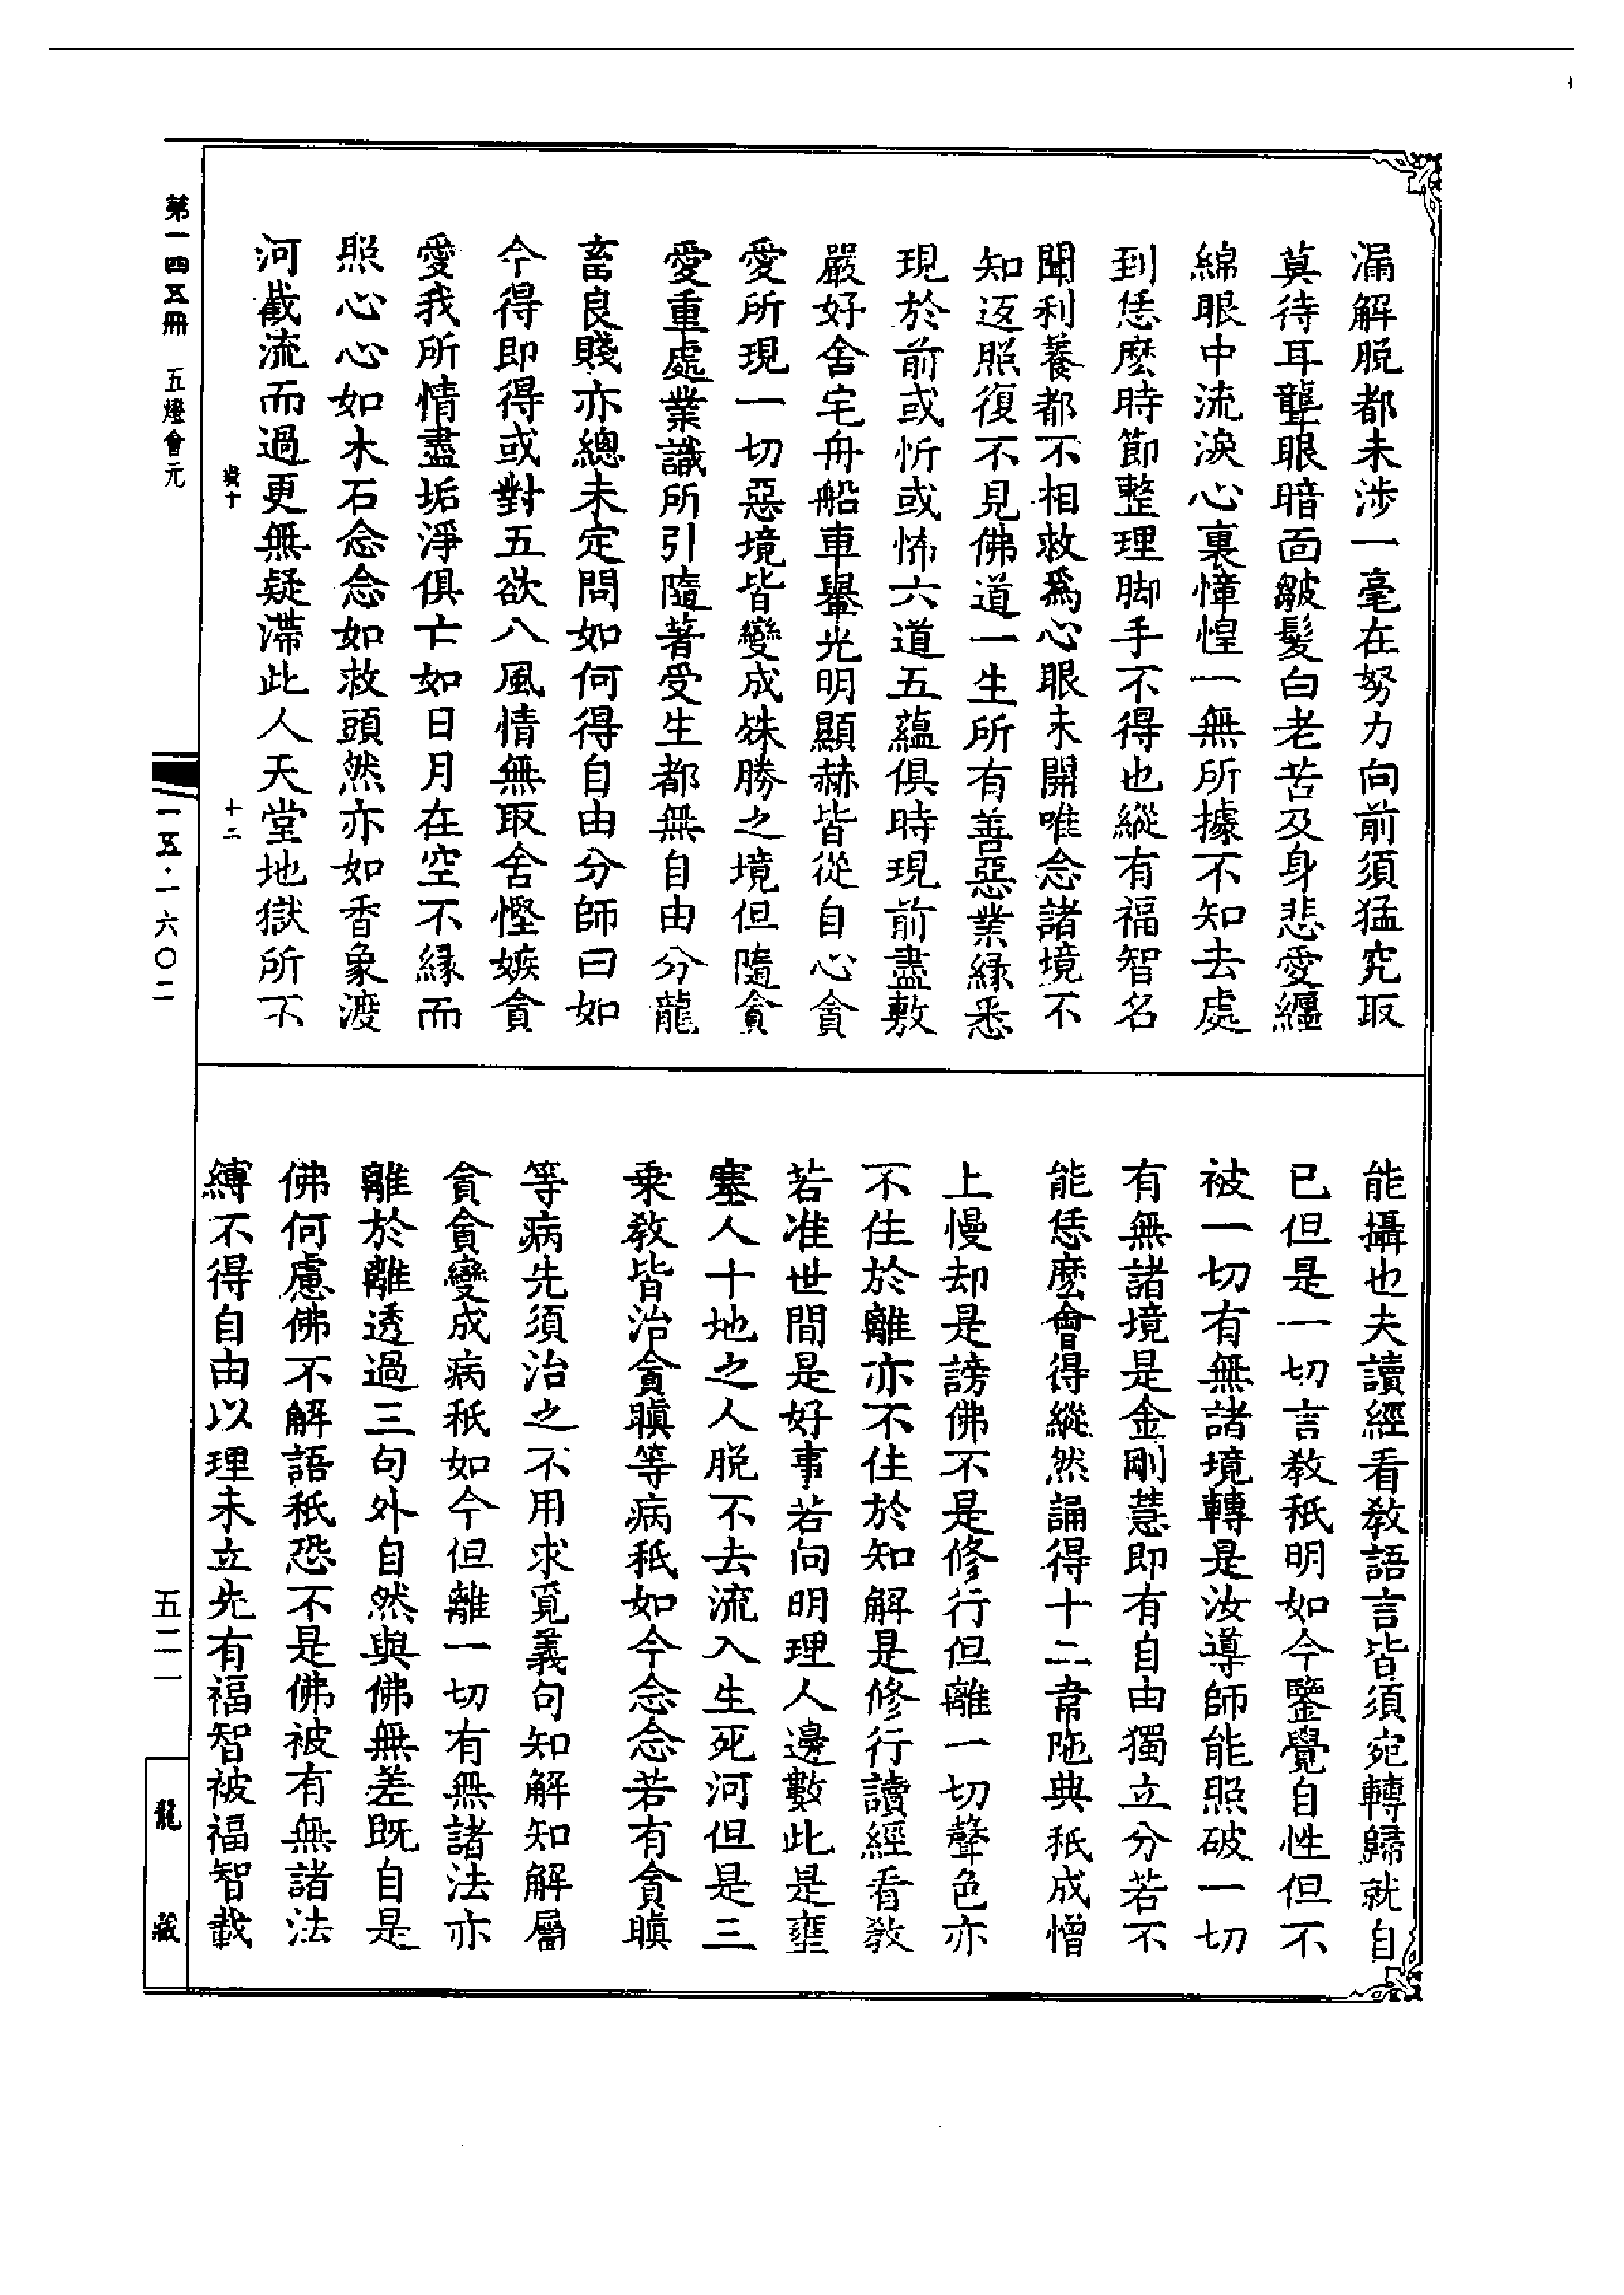 漏解脱都未涉一毫在努力向前須猛究取
莫待耳聾眼暗面皺髮白老苦及身悲愛纏
綿眼中流淚心裏慞惶一無所據不知去處
到恁麽時節整理脚手不得也縱有福智名
聞利養都不相救爲心眼未開唯念諸境不
知返照復不見佛道一生所有善惡業緣悉
現於前或忻或怖六道五蘊俱時現前盡敷
嚴好舍宅舟船車轝光明顯赫皆從自心貪
愛所現一切惡境皆變成殊勝之境但隨貪
愛重處業識所引隨著受生都無自由分龍
畜良賤亦總未定問如何得自由分師曰如
今得即得或對五欲八風情無取舍慳嫉貪
愛我所情盡垢淨俱亡如日月在空不緣而
照心心如木石念念如救頭然亦如香象渡
河截流而過更無疑滯此人天堂地獄所不
能攝也夫讀經看教語言皆須宛轉歸就自
已但是一切言教秖明如今鑒覺自性但不
被一切有無諸境轉是汝導師能照破一切
有無諸境是金剛慧即有自由獨立分若不
能恁麽會得縱然誦得十二韋陁典秖成憎
上慢却是謗佛不是修行但離一切聲色亦
不住於離亦不住於知解是修行讀經看教
若准世間是好事若向明理人邊數此是壅
塞人十地之人脱不去流入生死河但是三
乗教皆治貪瞋等病秖如今念念若有貪瞋
等病先須治之不用求覓義句知解知解屬
貪貪變成病秖如今但離一切有無諸法亦
離於離透過三句外自然與佛無差既自是
佛何慮佛不解語秖恐不是佛被有無諸法
縛不得自由以理未立先有福智被福智載
十二
第一四五冊 五燈會元
一五·一六〇二
五二一
龍藏